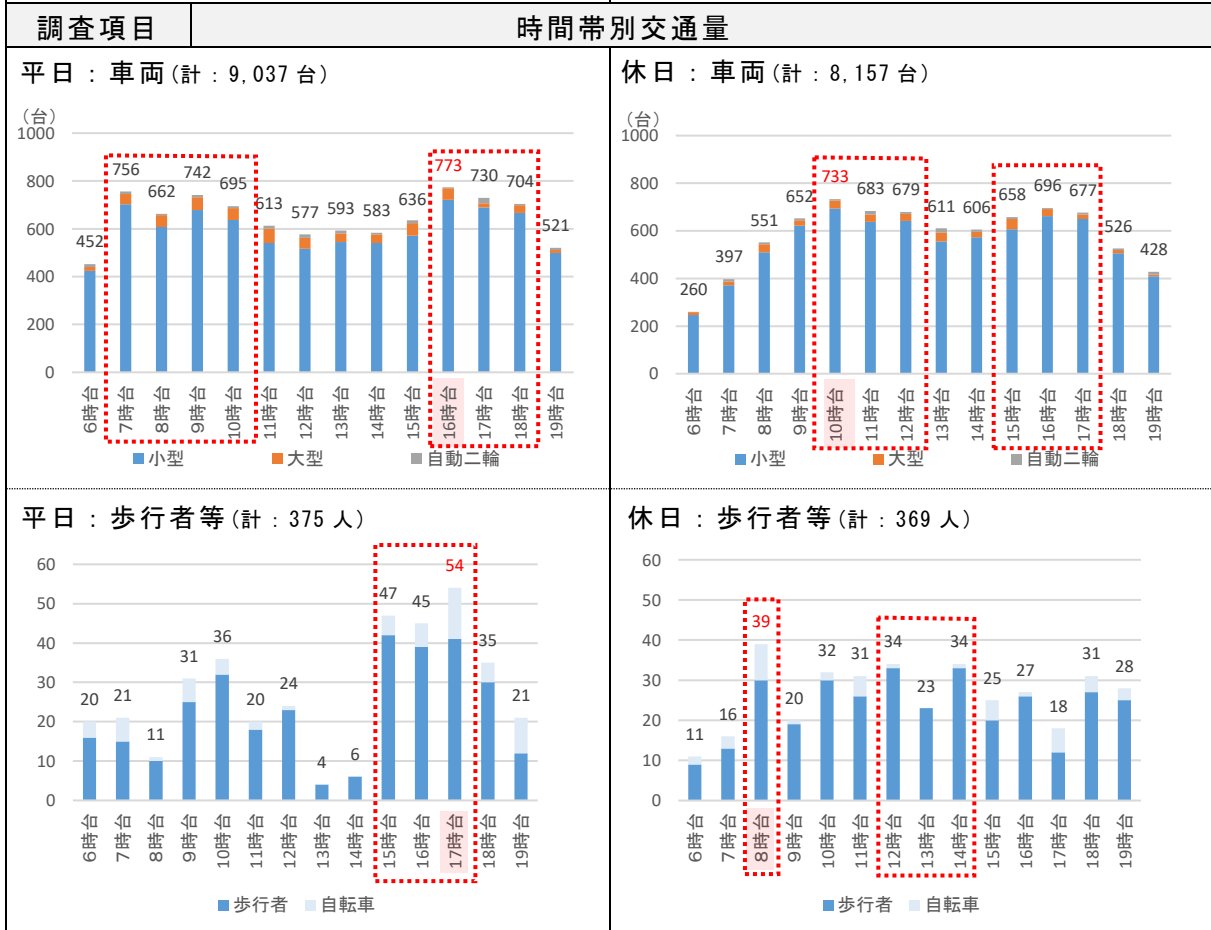 調査項目 時間帯別交通量
平日：車両(計：9,037 台)
（台）
1000
800
600
400
200
0
452 756 662 742 695 613 577 593 583 636 773 730 704 521
6時台 7時台 8時台 9時台 10時台 11時台 12時台 13時台 14時台 15時台 16時台 17時台 18時台 19時台
小型 大型 自動二輪
休日：車両(計：8,157 台)
（台）
1000
800
600
400
200
0
260 397 551 652 733 683 679 611 606 658 696 677 526 428
6時台 7時台 8時台 9時台 10時台 11時台 12時台 13時台 14時台 15時台 16時台 17時台 18時台 19時台
小型 大型 自動二輪
平日：歩行者等(計：375 人)
60
50
40
30
20
10
0
20 21 11 31 36 20 24 4 6 47 45 54 35 21
6時台 7時台 8時台 9時台 10時台 11時台 12時台 13時台 14時台 15時台 16時台 17時台 18時台 19時台
歩行者 自転車
休日：歩行者等(計：369 人)
60
50
40
30
20
10
0
11 16 39 20 32 31 34 23 34 25 27 18 31 28
6時台 7時台 8時台 9時台 10時台 11時台 12時台 13時台 14時台 15時台 16時台 17時台 18時台 19時台
歩行者 自転車